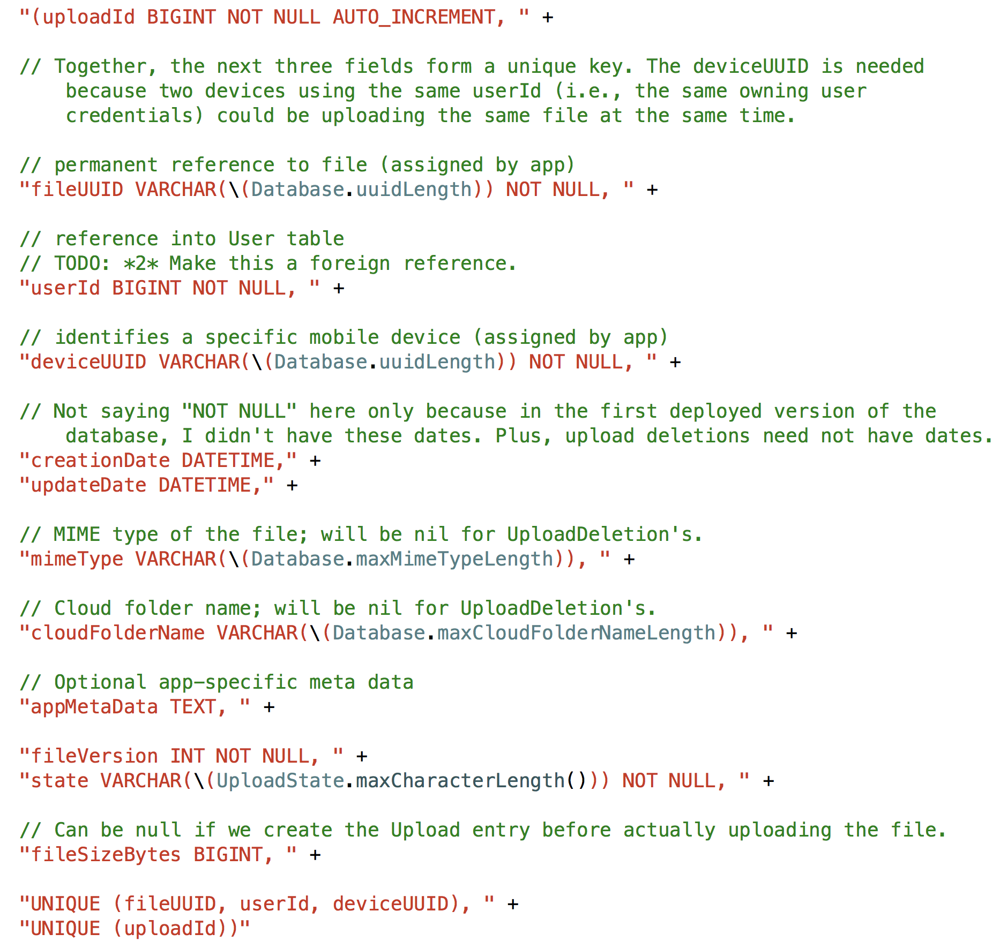 "(uploadId BIGINT NOT NULL AUTO_INCREMENT, " +
// Together, the next three fields form a unique key. The deviceUUID is needed
because two devices using the same userId (i.e., the same owning user
credentials) could be uploading the same file at the same time.
// permanent reference to file (assigned by app)
"fileUUID VARCHAR(\(Database.uuidLength)) NOT NULL, " +
// reference into User table
// TODO: *2* Make this a foreign reference.
"userId BIGINT NOT NULL, " +
// identifies a specific mobile device (assigned by app)
"deviceUUID VARCHAR(\(Database.uuidLength)) NOT NULL, " +
// Not saying "NOT NULL" here only because in the first deployed version of the
database, I didn't have these dates. Plus, upload deletions need not have dates.
"creationDate DATETIME," +
"updateDate DATETIME," +
// MIME type of the file; will be nil for UploadDeletion's.
"mimeType VARCHAR(\(Database.maxMimeTypeLength)), " +
// Cloud folder name; will be nil for UploadDeletion's.
"cloudFolderName VARCHAR(\(Database.maxCloudFolderNameLength)), " +
// Optional app-specific meta data
"appMetaData TEXT, " +
"fileVersion INT NOT NULL, " +
"state VARCHAR(\(UploadState.maxCharacterLength())) NOT NULL, " +
// Can be null if we create the Upload entry before actually uploading the file.
"fileSizeBytes BIGINT, " +
"UNIQUE (fileUUID, userId, deviceUUID), " +
"UNIQUE (uploadId))"